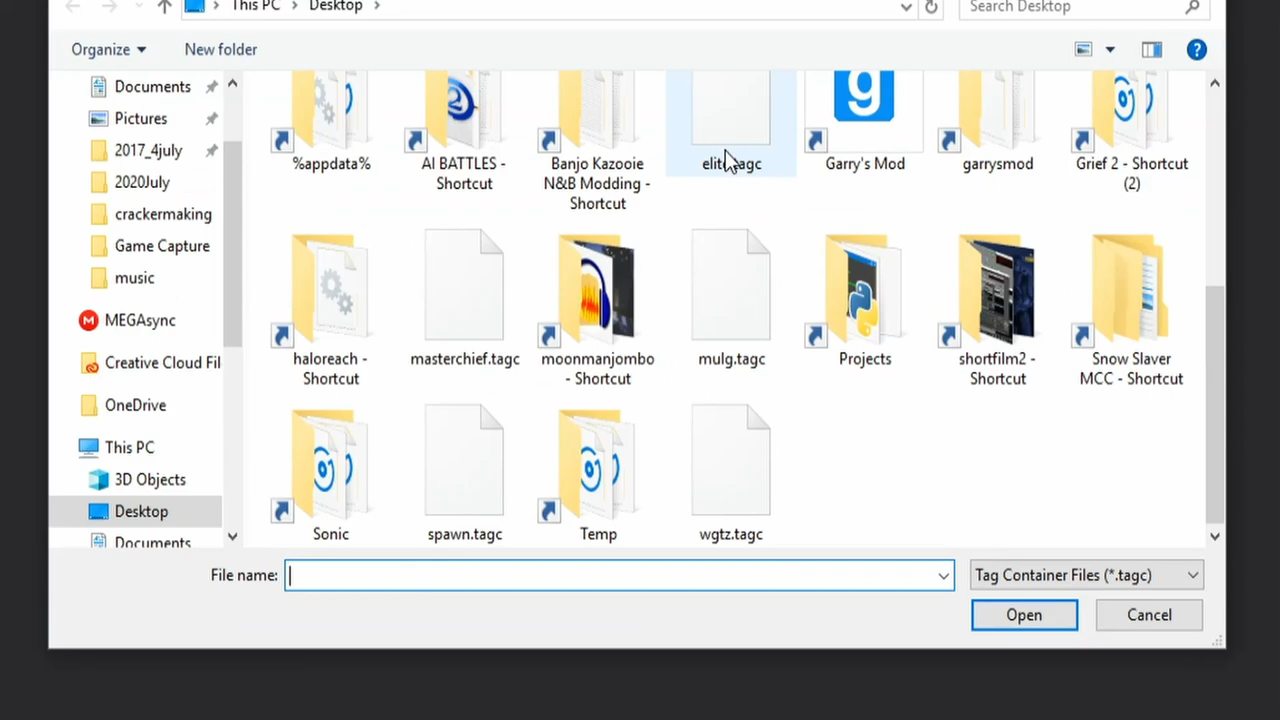 This PC > Desktop >
Search Desktop
Organize
New folder
Documents
Pictures
2017_4july
2020July
crackermaking
Game Capture
music
MEGAsync
Creative Cloud Fil
OneDrive
This PC
3D Objects
Desktop
Documents
%appdata%
AI BATTLES -
Shortcut
Banjo Kazooie
N&B Modding -
Shortcut
Garry's Mod
garrysmod
Grief 2 - Shortcut
(2)
haloreach -
Shortcut
masterchief.tagc
moonmanjombo
- Shortcut
mulg.tagc
Projects
shortfilm2 -
Shortcut
Snow Slaver
MCC - Shortcut
Sonic
spawn.tagc
Temp
wgtz.tagc
File name:
Tag Container Files (*.tagc)
Open
Cancel